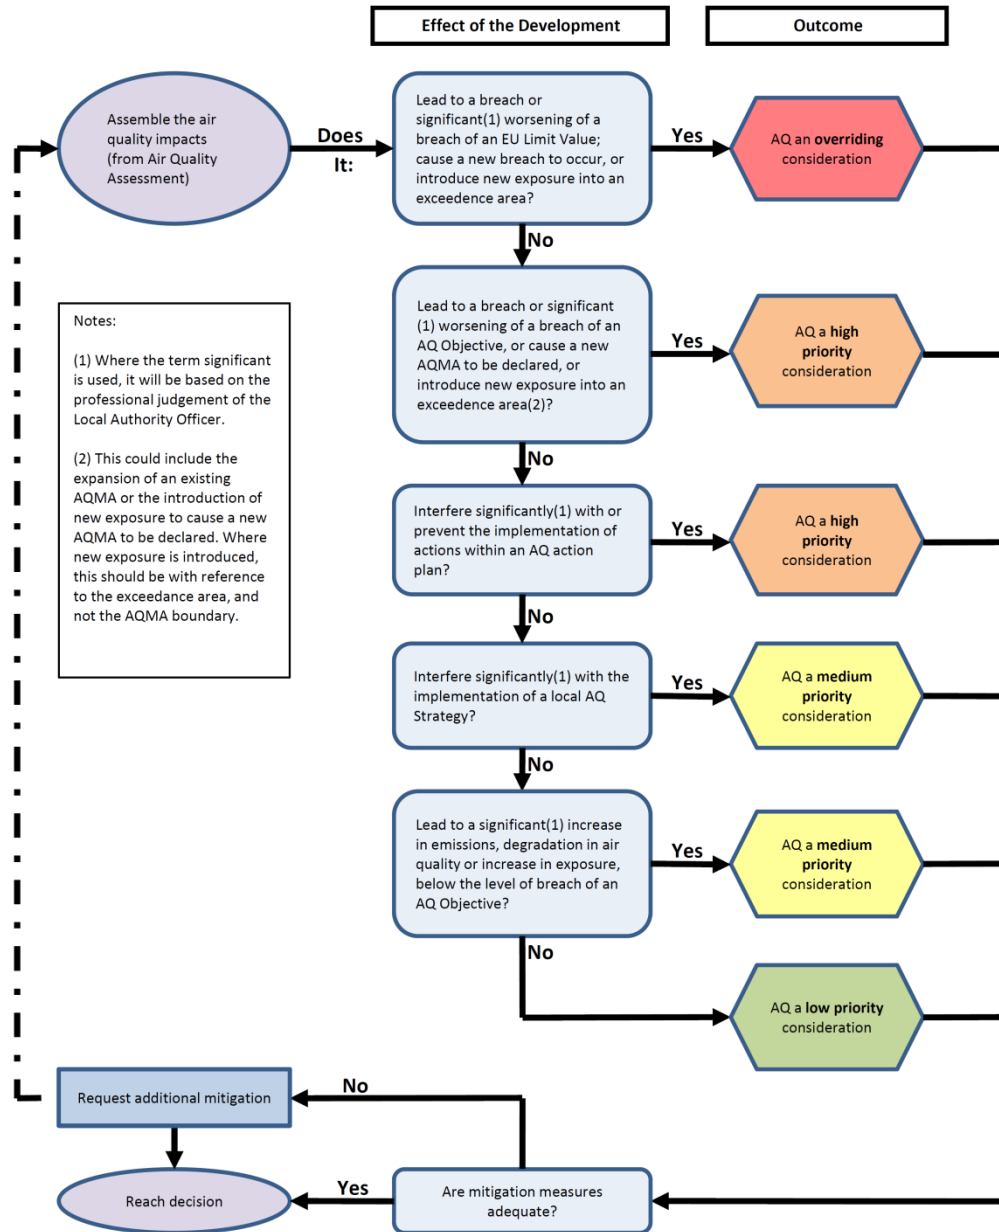 Effect of the Development
Outcome
Assemble the air
quality impacts
(from Air Quality
Assessment)
Does
It:
Lead to a breach or
significant(1) worsening of a
breach of an EU Limit Value;
cause a new breach to occur, or
introduce new exposure into an
exceedence area?
Yes
AQ an overriding
consideration
No
Notes:
(1) Where the term significant
is used, it will be based on the
professional judgement of the
Local Authority Officer.
(2) This could include the
expansion of an existing
AQMA or the introduction of
new exposure to cause a new
AQMA to be declared. Where
new exposure is introduced,
this should be with reference
to the exceedance area, and
not the AQMA boundary.
Lead to a breach or significant
(1) worsening of a breach of an
AQ Objective, or cause a new
AQMA to be declared, or
introduce new exposure into an
exceedence area(2)?
Yes
AQ a high
priority
consideration
No
Interfere significantly(1) with or
prevent the implementation of
actions within an AQ action
plan?
Yes
AQ a high
priority
consideration
No
Interfere significantly(1) with the
implementation of a local AQ
Strategy?
Yes
AQ a medium
priority
consideration
No
Lead to a significant(1) increase
in emissions, degradation in air
quality or increase in exposure,
below the level of breach of an
AQ Objective?
Yes
AQ a medium
priority
consideration
No
AQ a low priority
consideration
Request additional mitigation
No
Reach decision
Yes
Are mitigation measures
adequate?